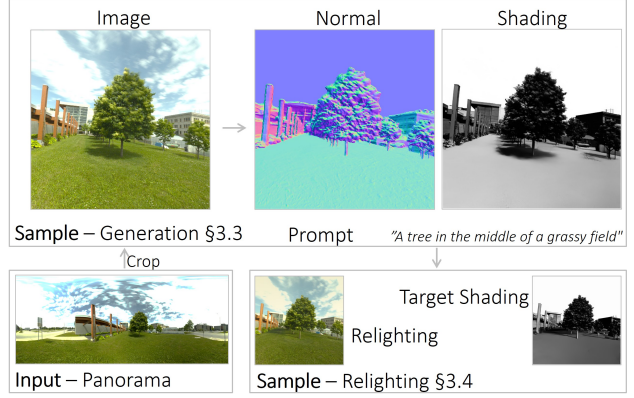 Image
Normal
Shading
Sample – Generation §3.3
Prompt
"A tree in the middle of a grassy field"
Crop
Input – Panorama
Target Shading
Relighting
Sample – Relighting §3.4